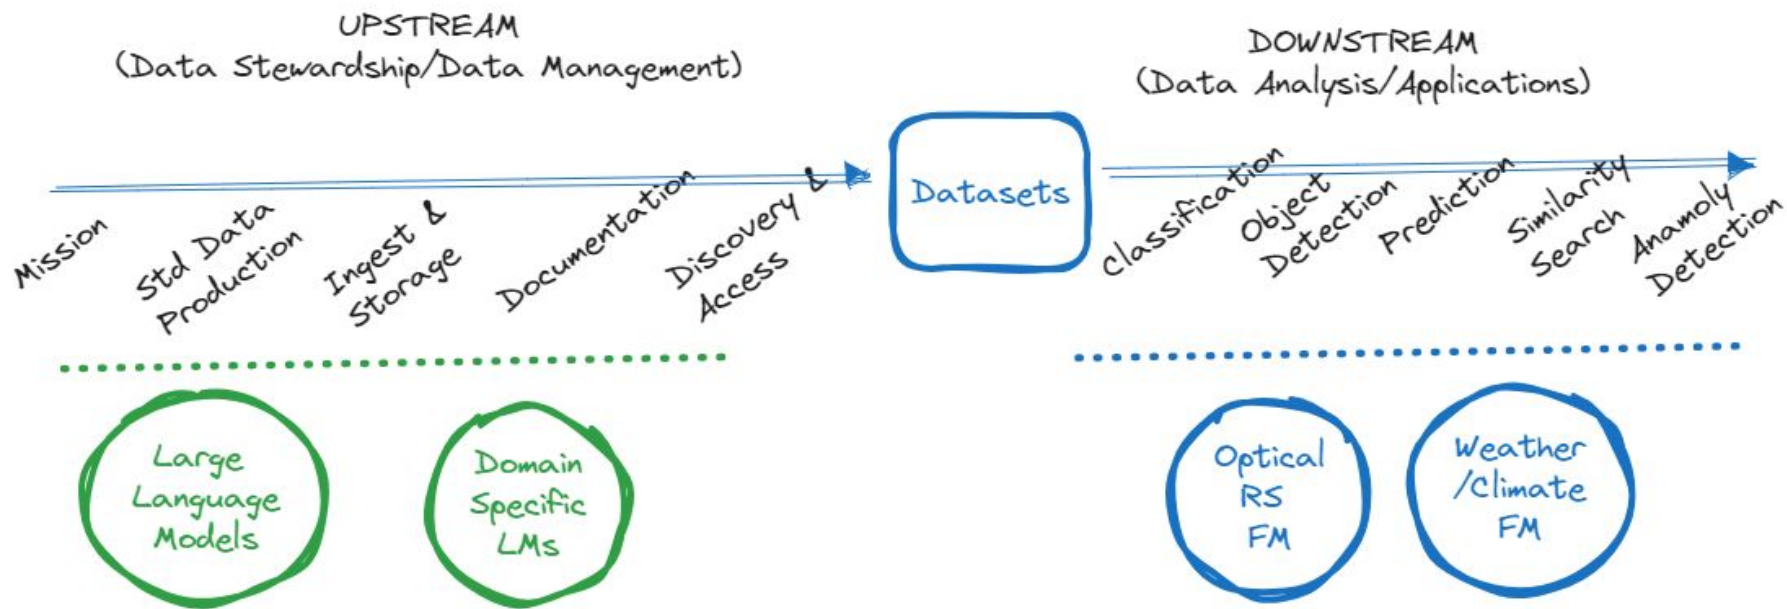 UPSTREAM
(Data Stewardship/Data Management)
DOWNSTREAM
(Data Analysis/Applications)
Mission
Std Data
Production
Ingest &
Storage
Documentation
Discovery &
Access
Datasets
Classification
Object
Detection
Prediction
Similarity
Search
Anamoly
Detection
Large
Language
Models
Domain
Specific
LMs
Optical
RS
FM
Weather
/Climate
FM